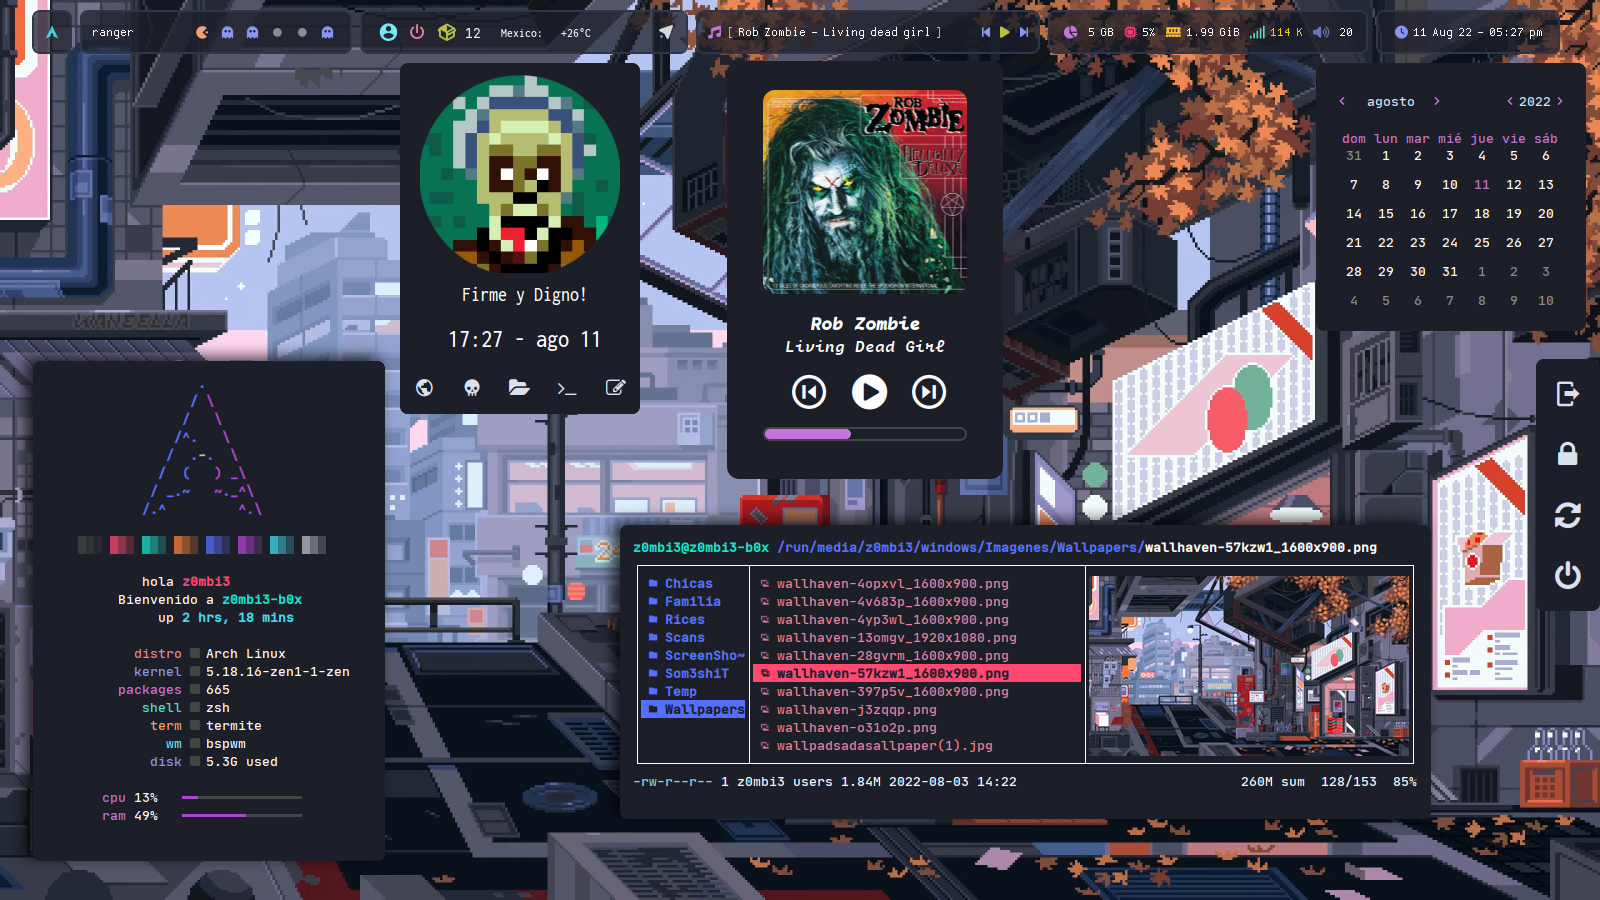 ranger
12
Mexico: +26°C
[ Rob Zombie - Living dead girl ]
5 GB 5% 1.99 GiB 114 K 20
11 Aug 22 - 05:27 pm
Firme y Digno!
17:27 - ago 11
ROB ZOMBIE
HELLBILLY DELUXE
Rob Zombie
Living Dead Girl
agosto 2022
dom lun mar mié jue vie sáb
31 1 2 3 4 5 6
7 8 9 10 11 12 13
14 15 16 17 18 19 20
21 22 23 24 25 26 27
28 29 30 31 1 2 3
4 5 6 7 8 9 10
hola z0mbi3
Bienvenido a z0mbi3-b0x
up 2 hrs, 18 mins
distro Arch Linux
kernel 5.18.16-zen1-1-zen
packages 665
shell zsh
term termite
wm bspwm
disk 5.3G used
cpu 13%
ram 49%
z0mbi3@z0mbi3-b0x /run/media/z0mbi3/windows/Imagenes/Wallpapers/wallhaven-57kzw1_1600x900.png
Chicas
Familia
Rices
Scans
ScreenSho~
Som3shiT
Temp
Wallpapers
wallhaven-4opxvl_1600x900.png
wallhaven-4v683p_1600x900.png
wallhaven-4yp3wl_1600x900.png
wallhaven-13omgv_1920x1080.png
wallhaven-28gvrm_1600x900.png
wallhaven-57kzw1_1600x900.png
wallhaven-397p5v_1600x900.png
wallhaven-j3zqqp.png
wallhaven-o31o2p.png
wallpadsadasallpaper(1).jpg
-rw-r--r-- 1 z0mbi3 users 1.84M 2022-08-03 14:22
260M sum 128/153 85%